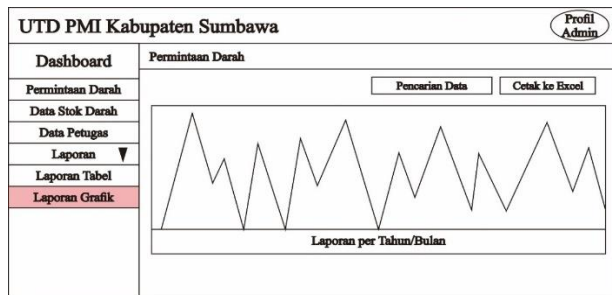 UTD PMI Kabupaten Sumbawa
Profil
Admin
Dashboard
Permintaan Darah
Permintaan Darah
Data Stok Darah
Data Petugas
Laporan
Laporan Tabel
Laporan Grafik
Pencarian Data
Cetak ke Excel
Laporan per Tahun/Bulan